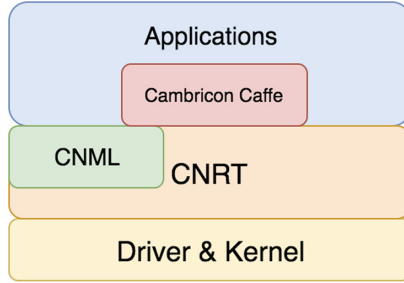 Applications
Cambricon Caffe
CNML
CNRT
Driver & Kernel